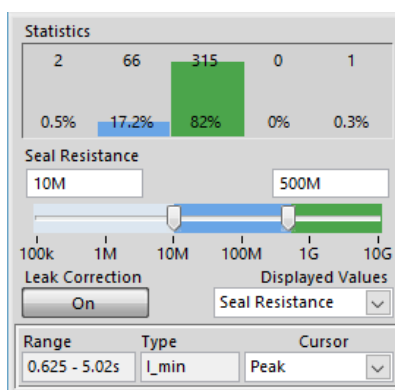 Statistics
2 66 315 0 1
0.5% 17.2% 82% 0% 0.3%
Seal Resistance
10M 500M
100k 1M 10M 100M 1G 10G
Leak Correction Displayed Values
On Seal Resistance
Range Type Cursor
0.625 - 5.02s I_min Peak